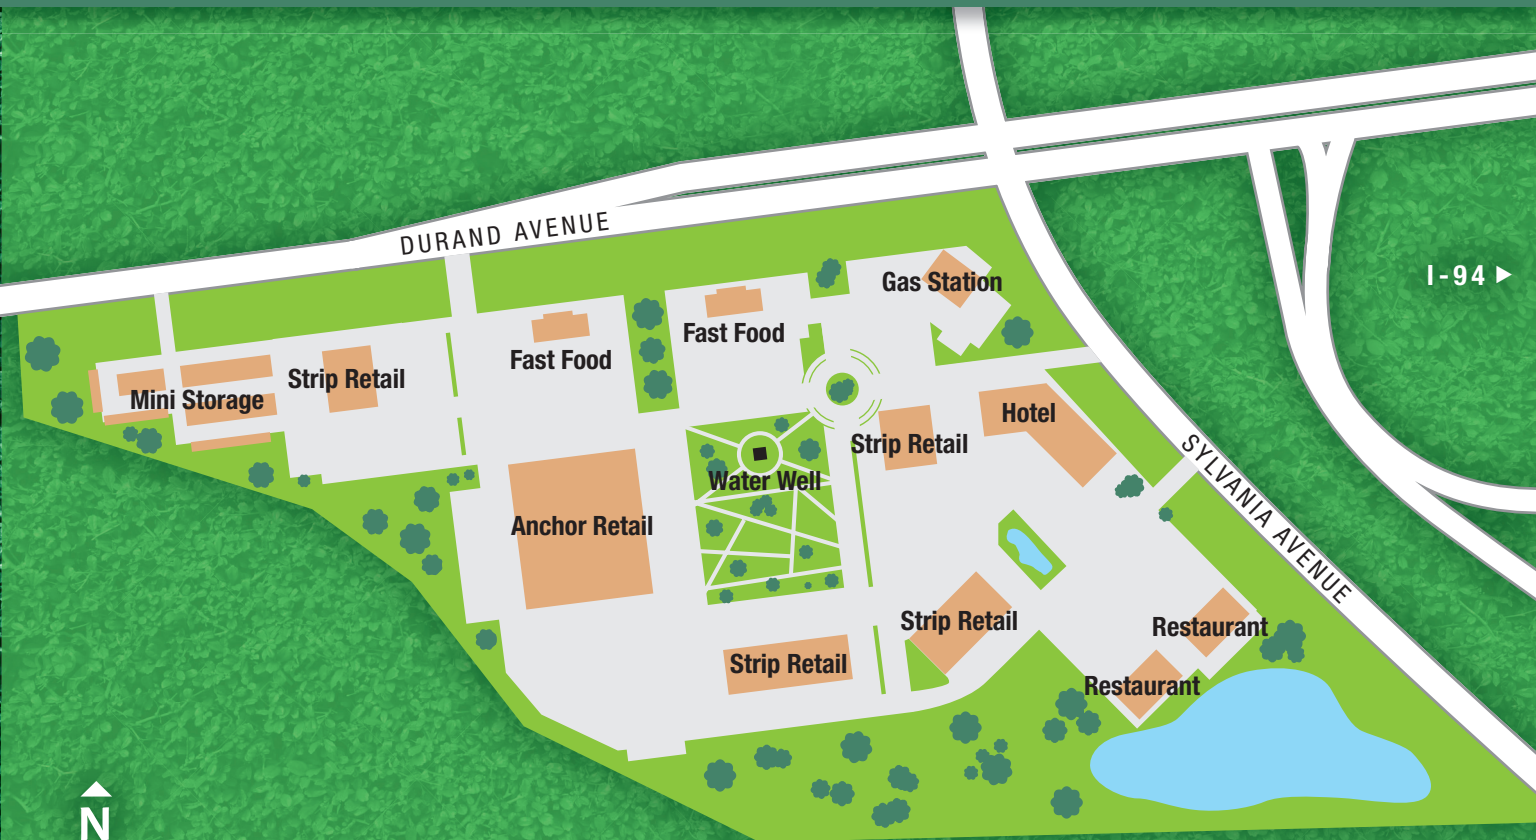 DURAND AVENUE
I-94
Gas Station
Fast Food
Fast Food
Strip Retail
Mini Storage
Hotel
Strip Retail
Water Well
Anchor Retail
SYLVANIA AVENUE
Strip Retail
Restaurant
Strip Retail
Restaurant
N